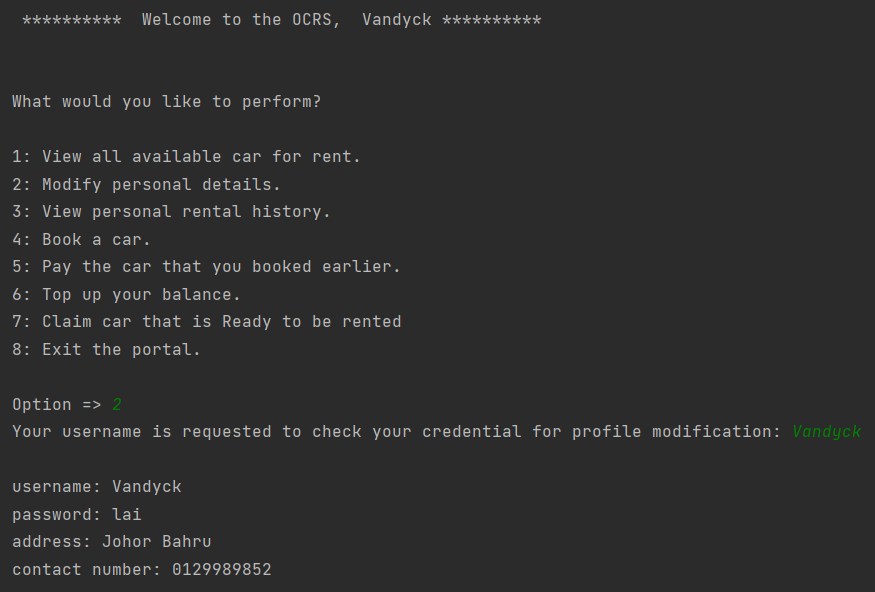 ********** Welcome to the OCRS, Vandyck **********
What would you like to perform?
1: View all available car for rent.
2: Modify personal details.
3: View personal rental history.
4: Book a car.
5: Pay the car that you booked earlier.
6: Top up your balance.
7: Claim car that is Ready to be rented
8: Exit the portal.
Option => 2
Your username is requested to check your credential for profile modification: Vandyck
username: Vandyck
password: lai
address: Johor Bahru
contact number: 0129989852